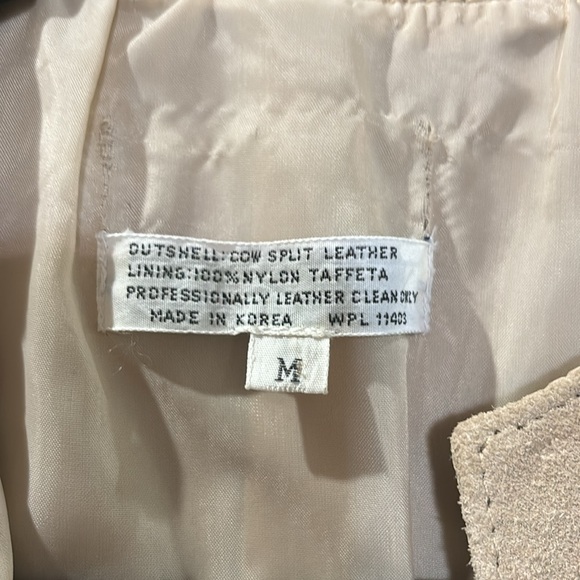 OUTSHELL: COW SPLIT LEATHER
LINING: 100% NYLON TAFFETA
PROFESSIONALLY LEATHER CLEAN ONLY
MADE IN KOREA WPL 11403
M